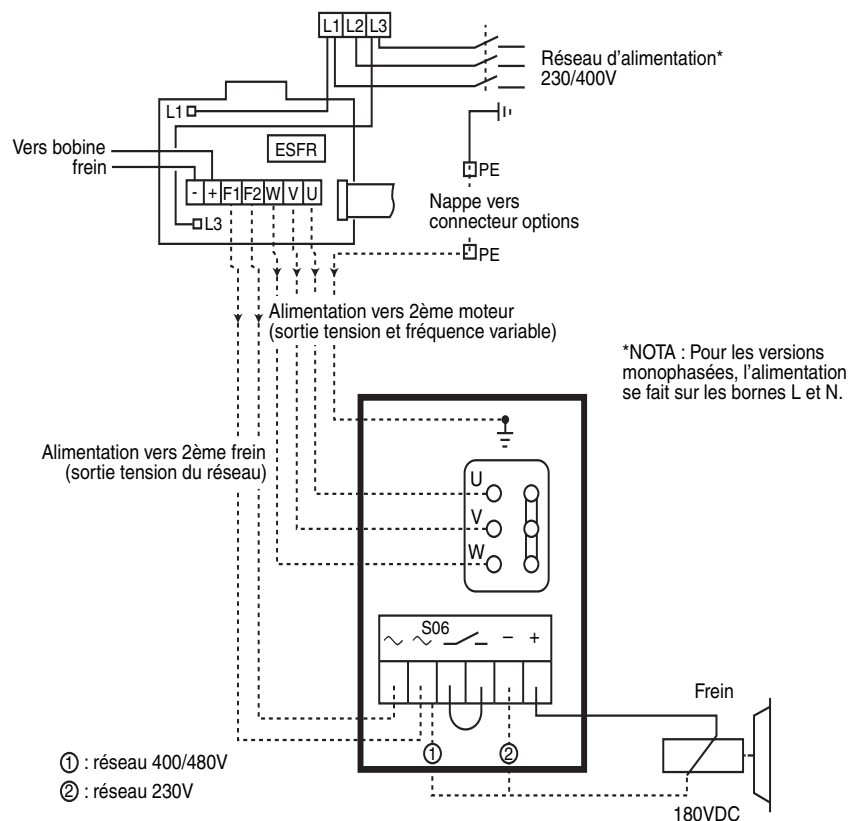 L1 L2 L3
Réseau d'alimentation*
230/400V
L1
ESFR
Vers bobine
frein
- + F1 F2 W V U
L3
PE
Nappe vers
connecteur options
PE
Alimentation vers 2ème moteur
(sortie tension et fréquence variable)
*NOTA : Pour les versions
monophasées, l'alimentation
se fait sur les bornes L et N.
Alimentation vers 2ème frein
(sortie tension du réseau)
U
V
W
S06
- +
Frein
1 2
① : réseau 400/480V
② : réseau 230V
180VDC